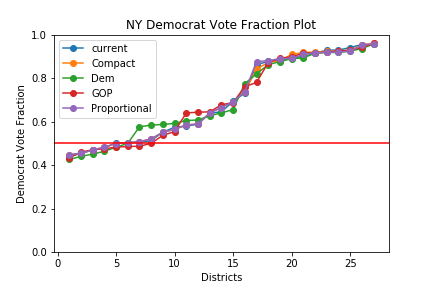 NY Democrat Vote Fraction Plot
1.0
0.8
0.6
0.4
0.2
0.0
Democrat Vote Fraction
current
Compact
Dem
GOP
Proportional
0
5
10
15
20
25
Districts